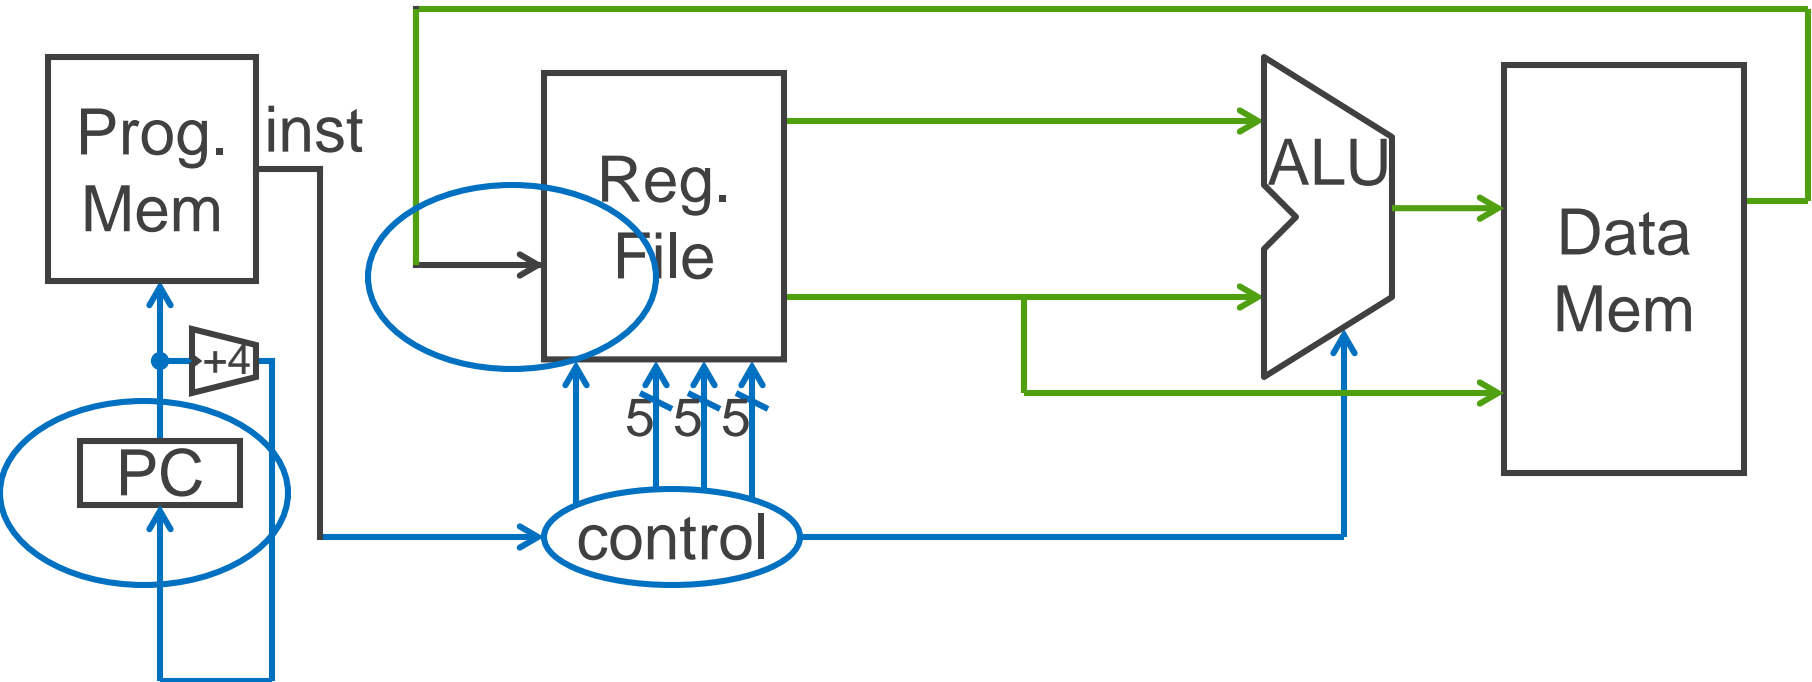 Prog.
Mem
inst
Reg.
File
ALU
Data
Mem
+4
PC
5 5 5
control